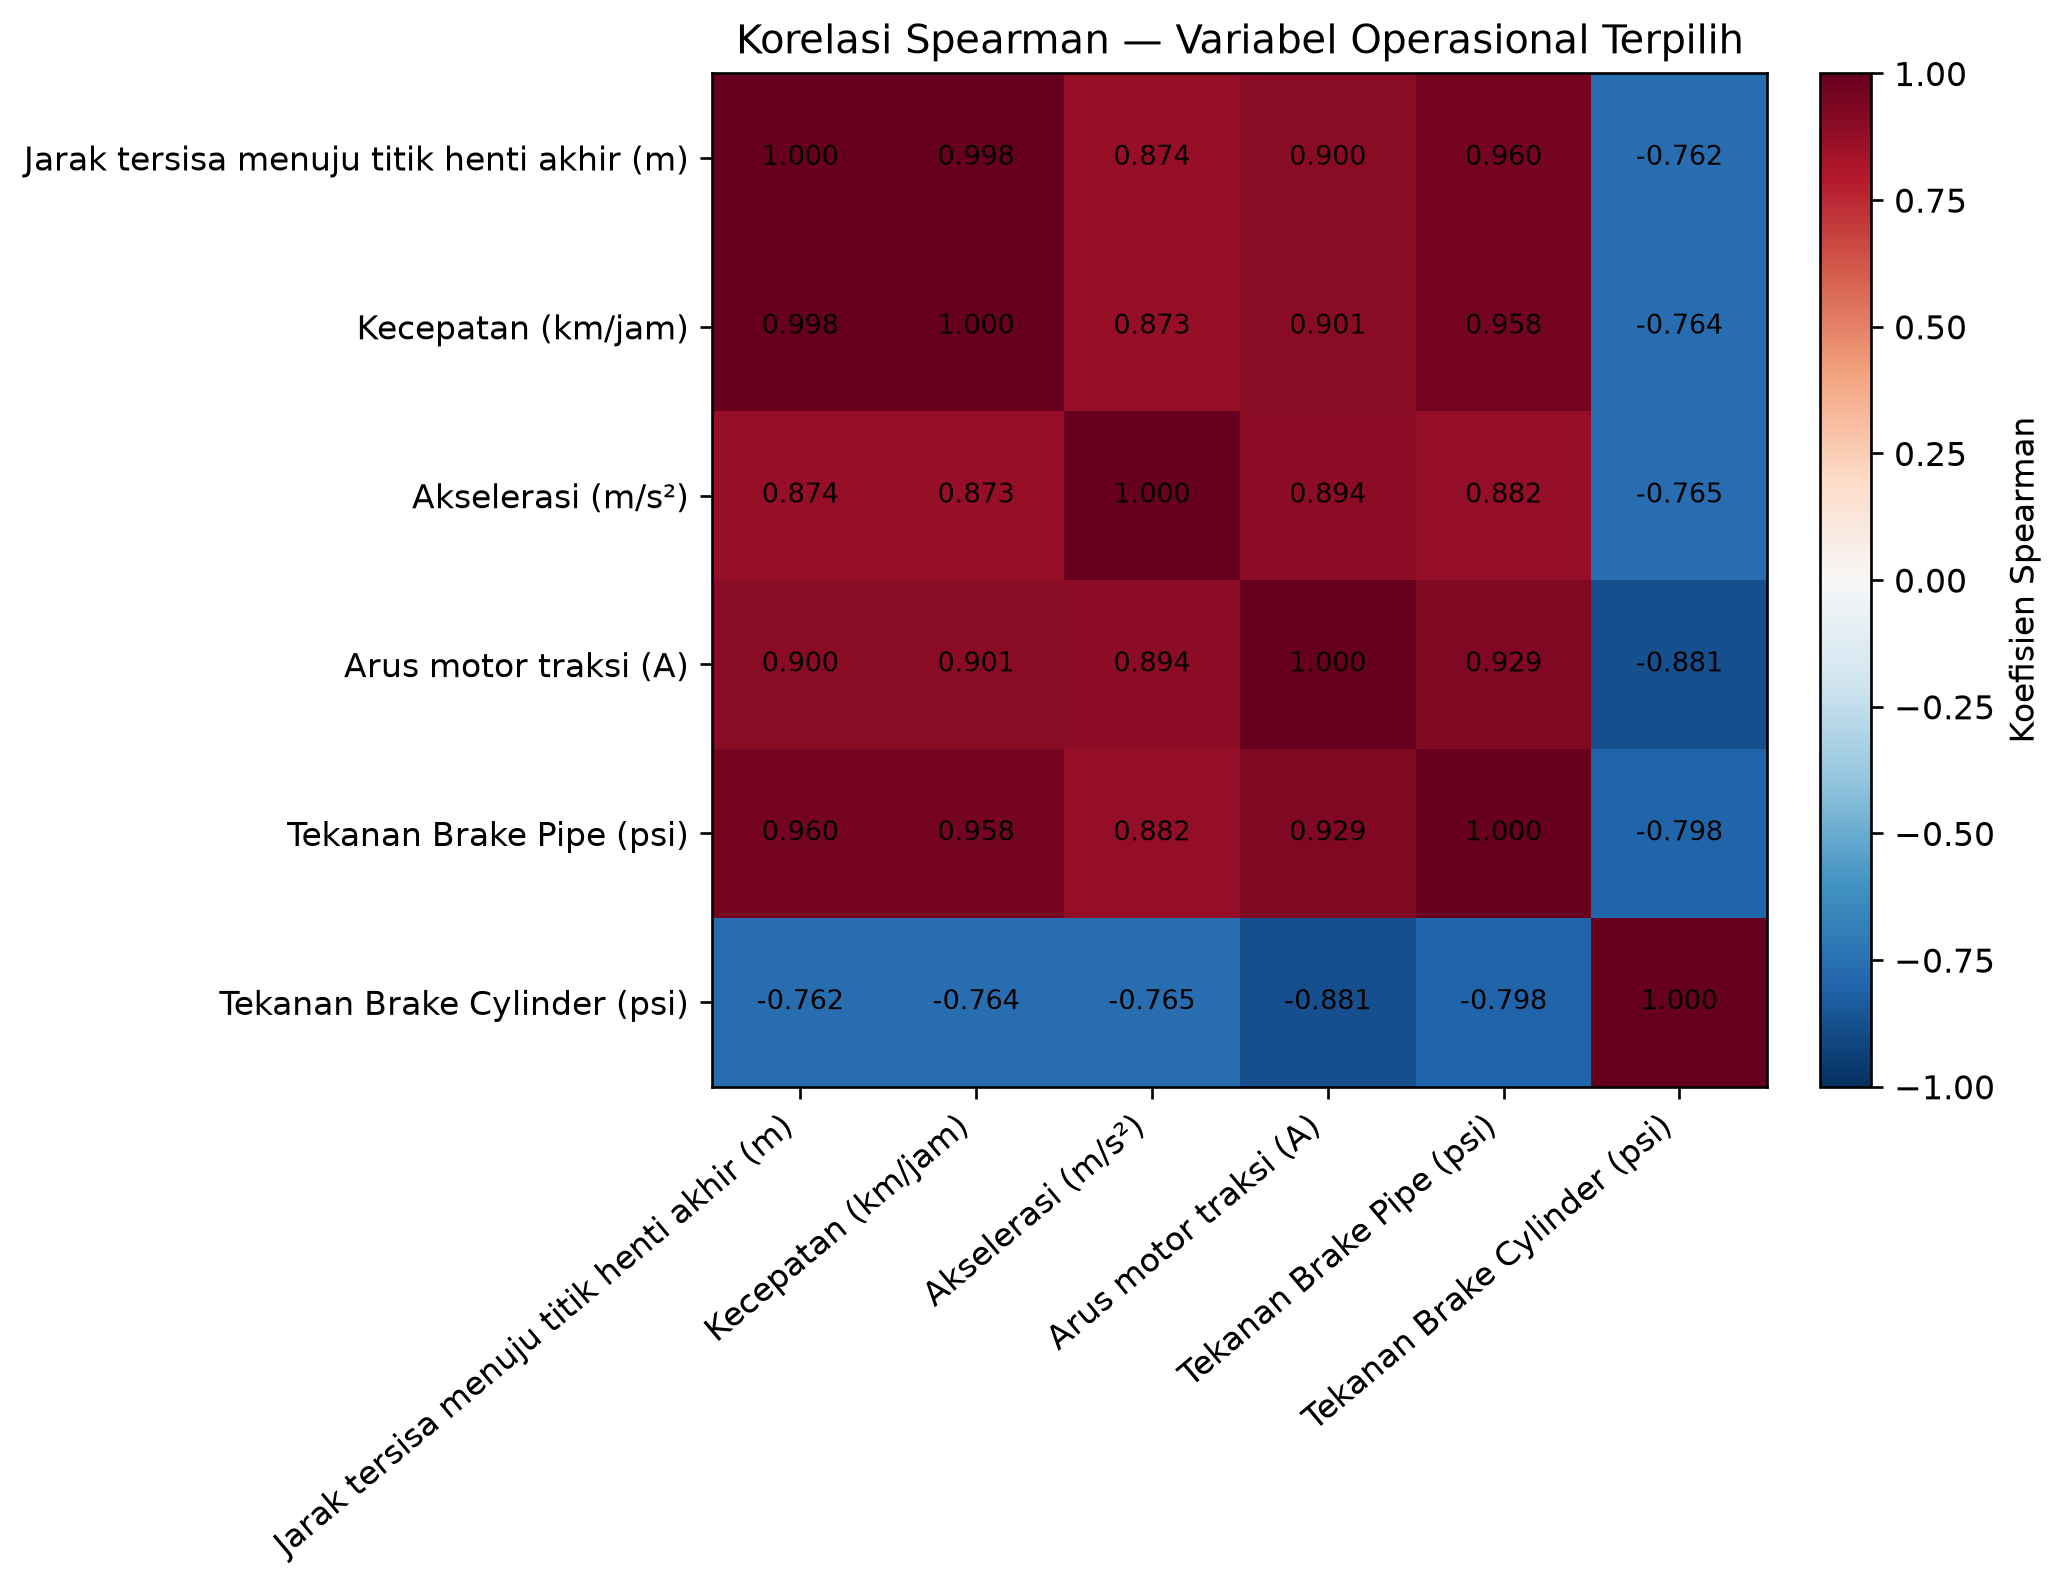 Korelasi Spearman — Variabel Operasional Terpilih
Jarak tersisa menuju titik henti akhir (m)
1.000 0.998 0.874 0.900 0.960 -0.762
Kecepatan (km/jam)
0.998 1.000 0.873 0.901 0.958 -0.764
Akselerasi (m/s²)
0.874 0.873 1.000 0.894 0.882 -0.765
Arus motor traksi (A)
0.900 0.901 0.894 1.000 0.929 -0.881
Tekanan Brake Pipe (psi)
0.960 0.958 0.882 0.929 1.000 -0.798
Tekanan Brake Cylinder (psi)
-0.762 -0.764 -0.765 -0.881 -0.798 1.000
Jarak tersisa menuju titik henti akhir (m)
Kecepatan (km/jam)
Akselerasi (m/s²)
Arus motor traksi (A)
Tekanan Brake Pipe (psi)
Tekanan Brake Cylinder (psi)
1.00
0.75
0.50
0.25
0.00
−0.25
−0.50
−0.75
−1.00
Koefisien Spearman